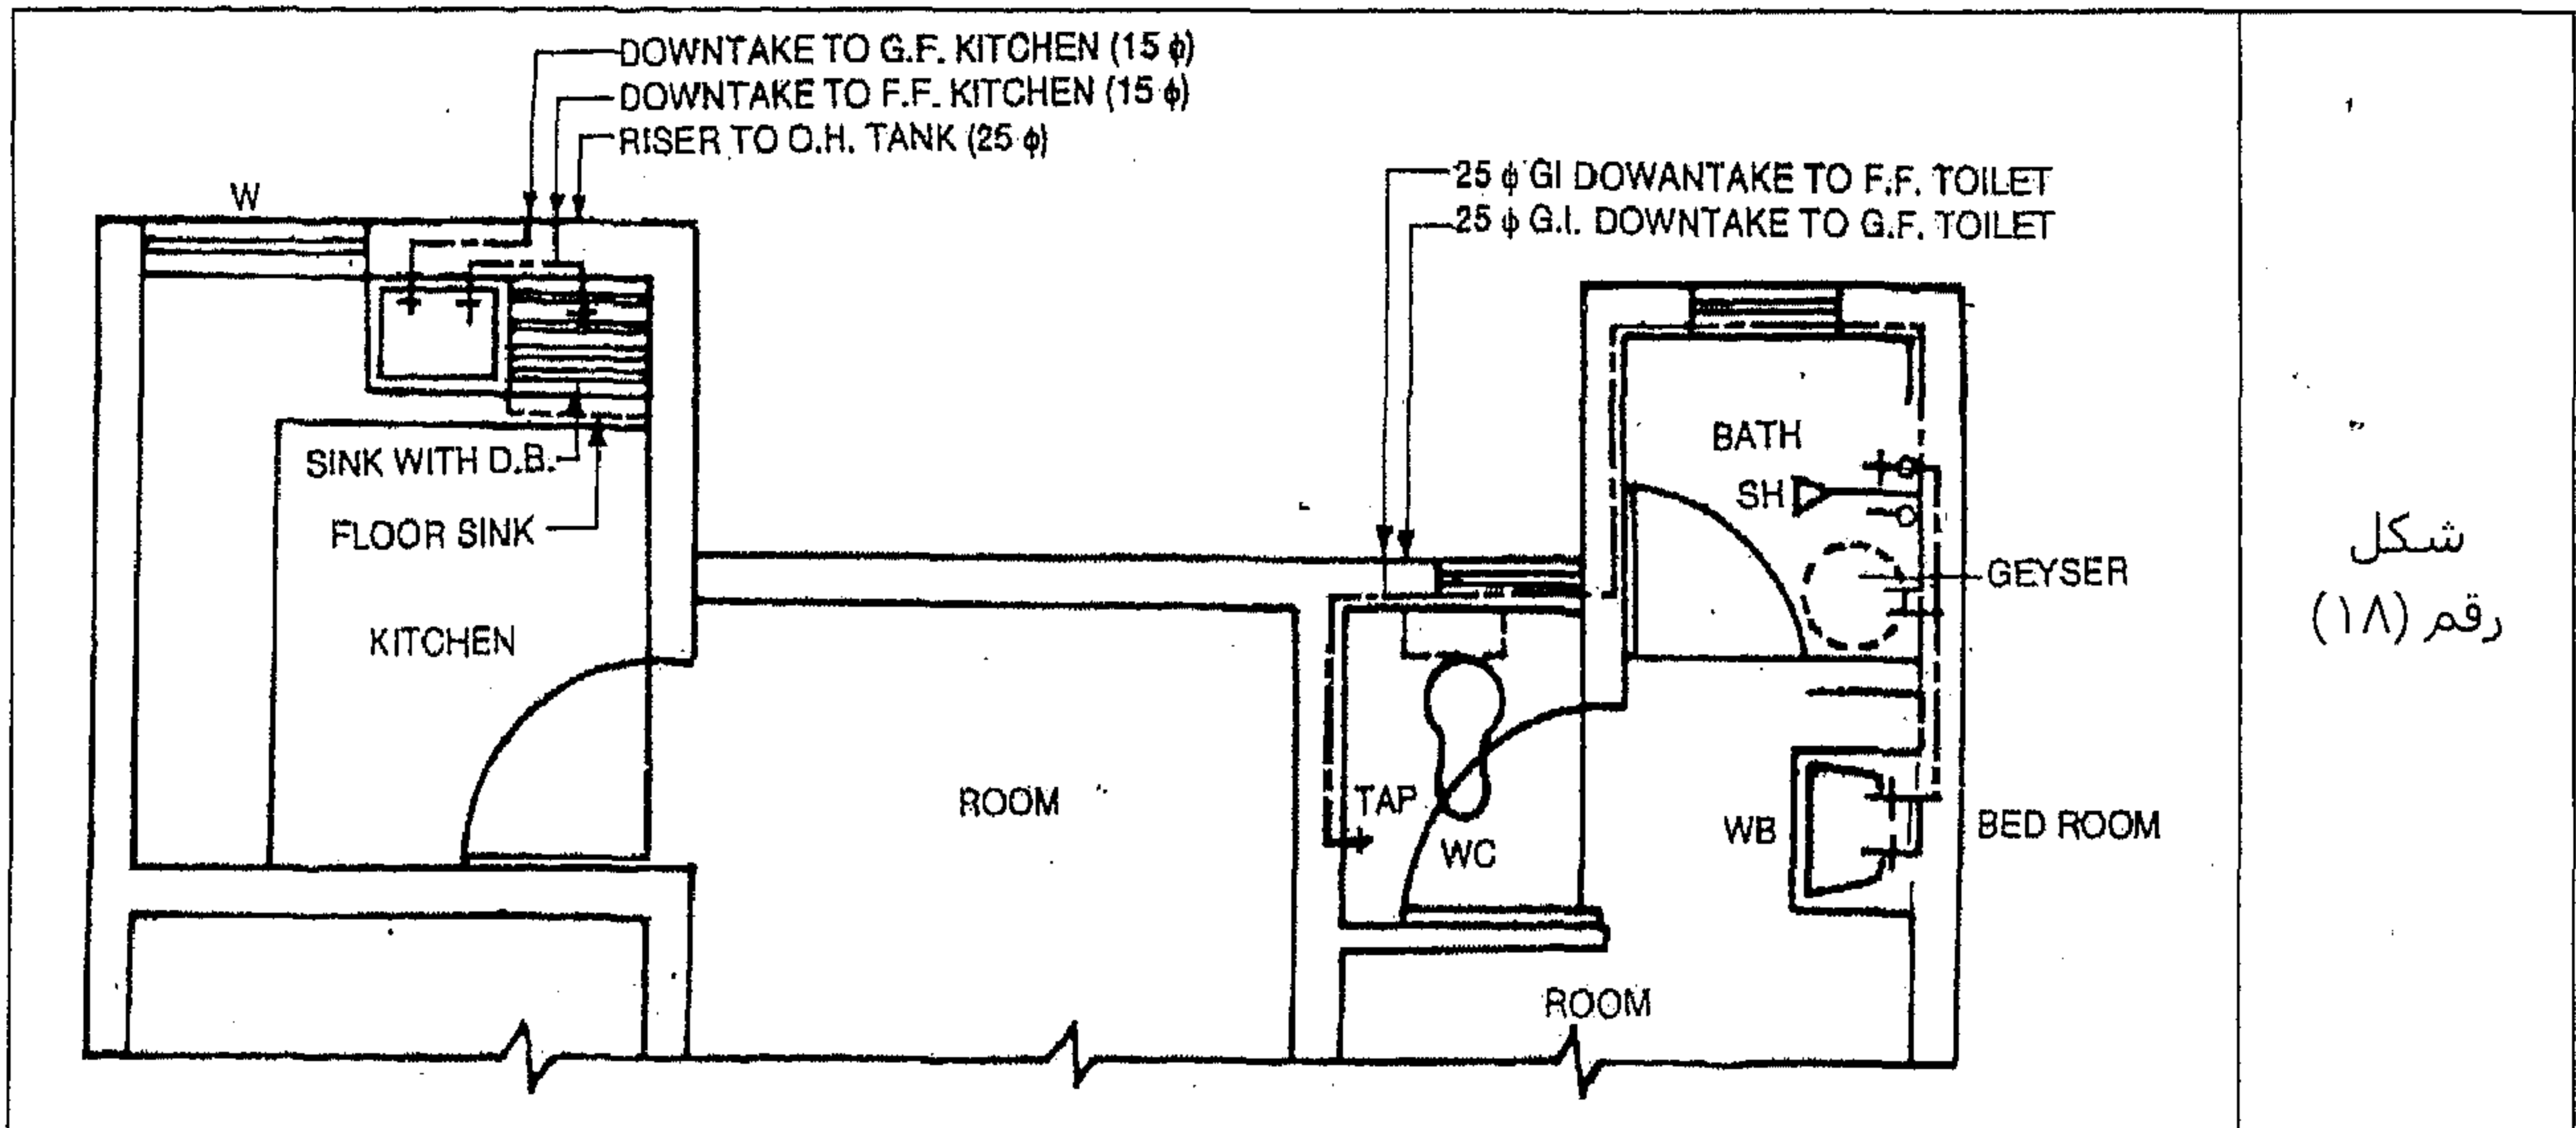 DOWNTAKE TO G.F. KITCHEN (15 ϕ)
DOWNTAKE TO F.F. KITCHEN (15 ϕ)
RISER TO O.H. TANK (25 ϕ)
25 ϕ GI DOWANTAKE TO F.F. TOILET
25 ϕ G.I. DOWNTAKE TO G.F. TOILET
W
BATH
SINK WITH D.B.
SH
FLOOR SINK
GEYSER
KITCHEN
ROOM
TAP
WC
WB
BED ROOM
ROOM
شكل
رقم (١٨)